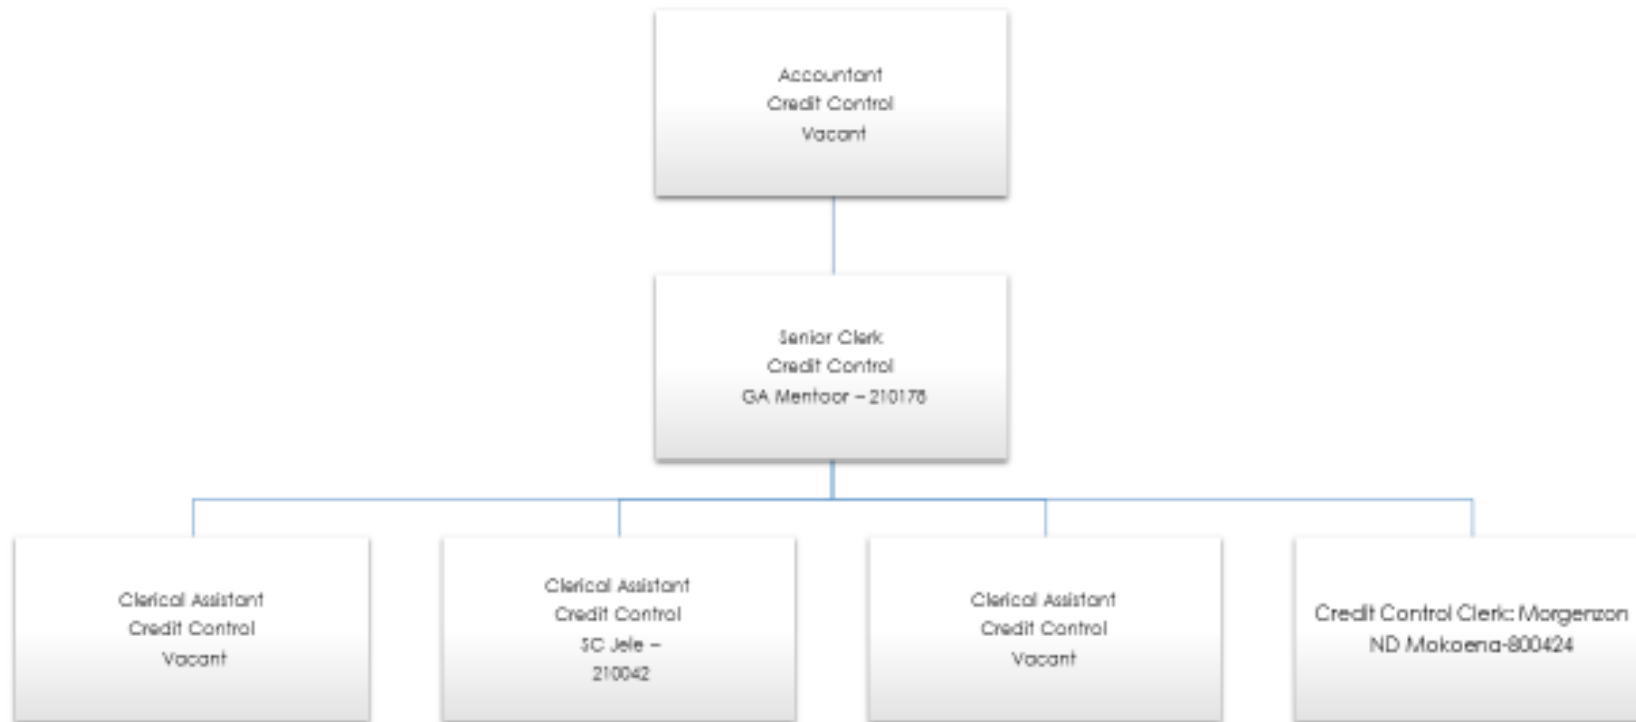 Accountant
Credit Control
Vacant
Senior Clerk
Credit Control
GA Mentoor – 210178
Clerical Assistant
Credit Control
Vacant
Clerical Assistant
Credit Control
SC Jele –
210042
Clerical Assistant
Credit Control
Vacant
Credit Control Clerk: Morgenzon
ND Mokoena-800424